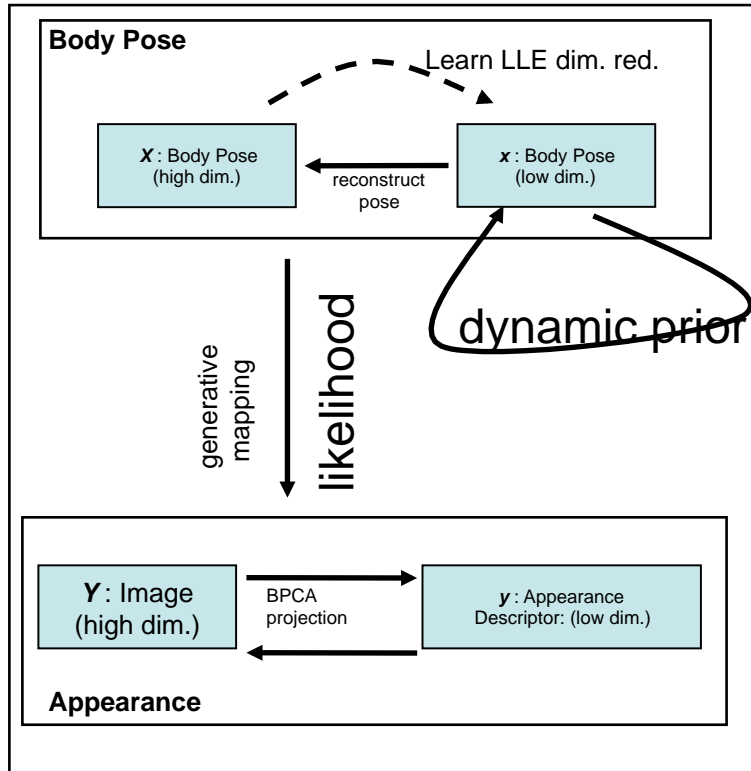 Body Pose
Learn LLE dim. red.
X : Body Pose
(high dim.)
reconstruct
pose
x : Body Pose
(low dim.)
dynamic prior
generative
mapping
likelihood
Y : Image
(high dim.)
BPCA
projection
y : Appearance
Descriptor: (low dim.)
Appearance